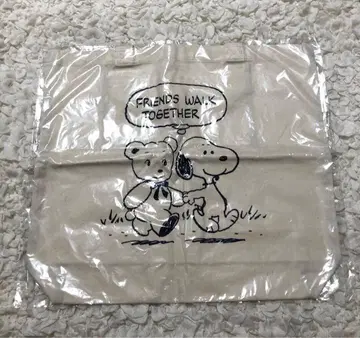 FRIENDS WALK
TOGETHER